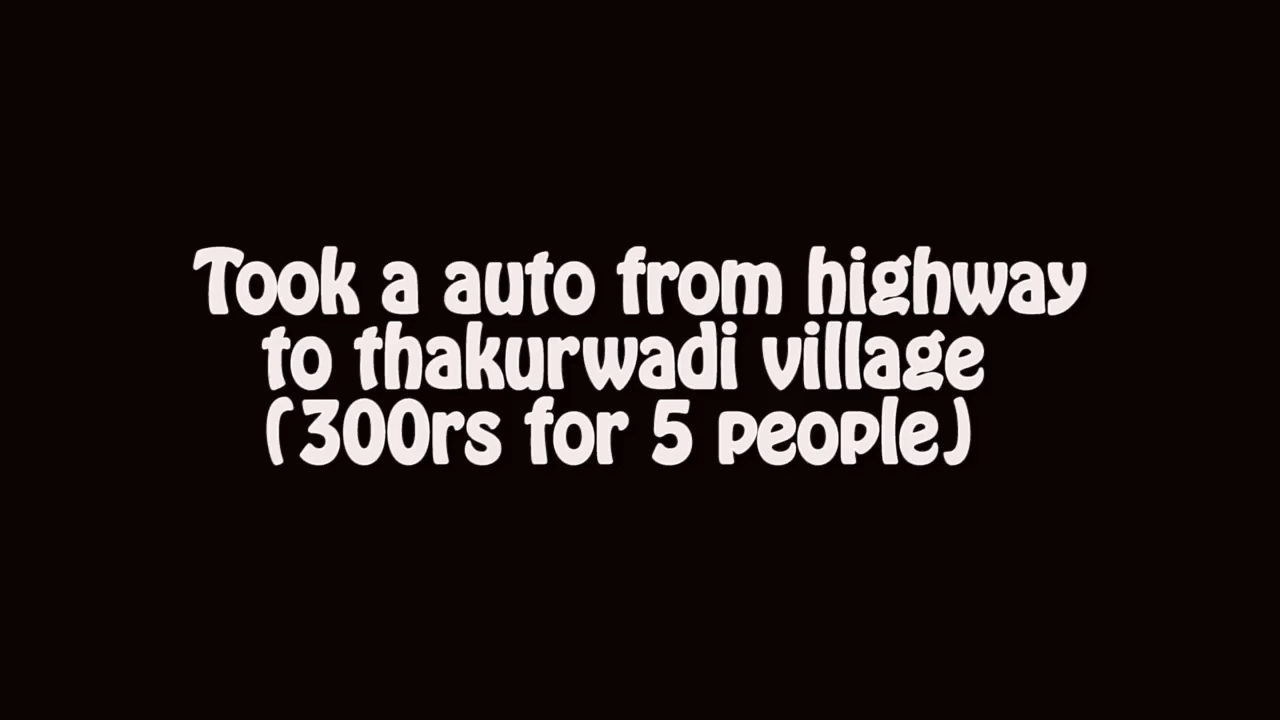 Took a auto from highway
to thakurwadi village
(300rs for 5 people)